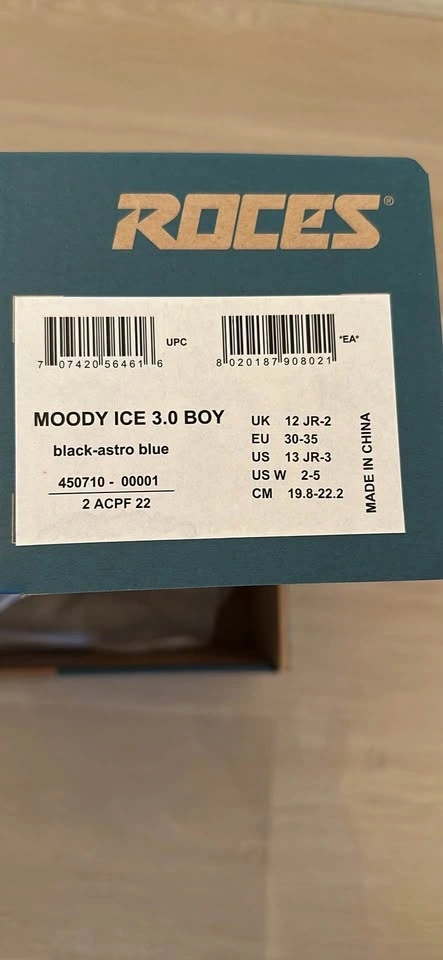 ROCES®
7 07420 56461 6 UPC
8 020187 908021 *EA*
MOODY ICE 3.0 BOY
black-astro blue
450710 - 00001
2 ACPF 22
UK 12 JR-2
EU 30-35
US 13 JR-3
US W 2-5
CM 19.8-22.2
MADE IN CHINA